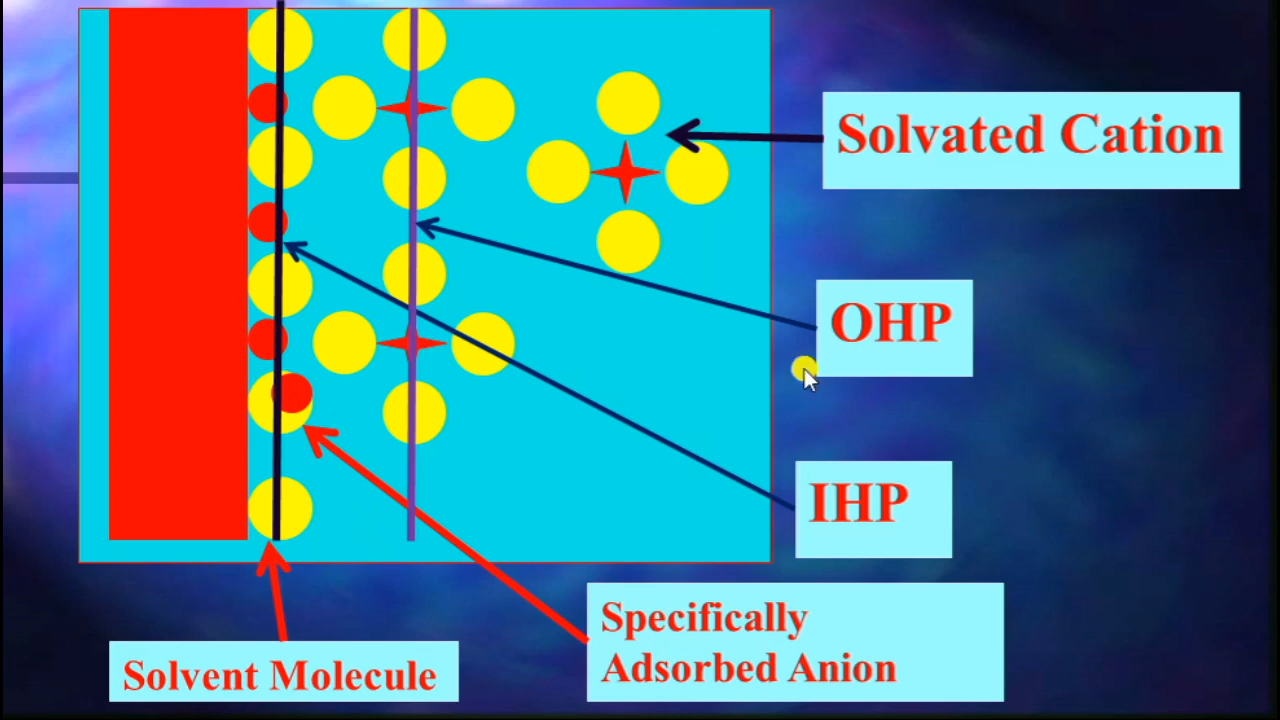 Solvated Cation
OHP
IHP
Specifically
Adsorbed Anion
Solvent Molecule